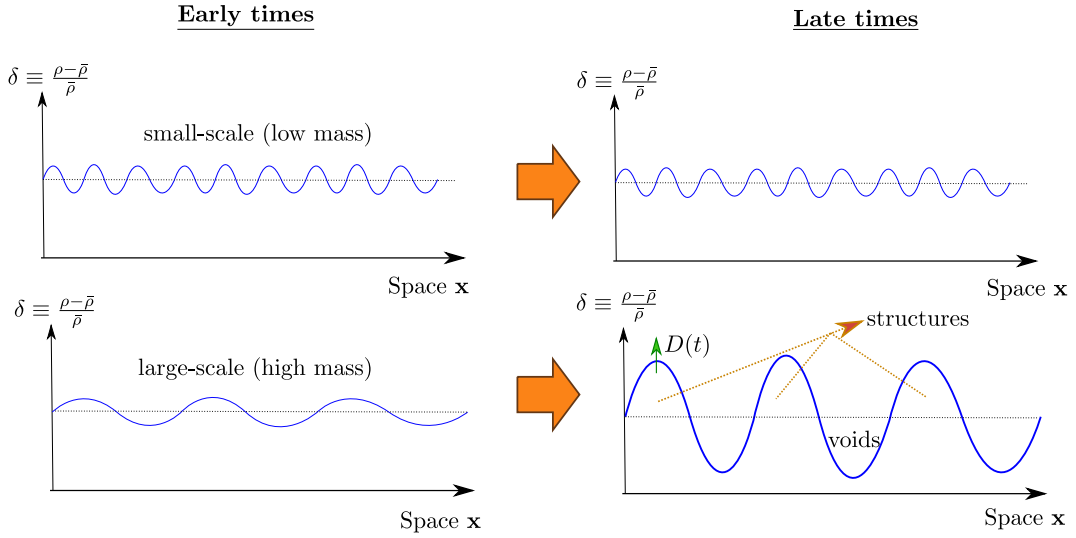 Early times
Late times
δ ≡ (ρ−ρ̄)/ρ̄
small-scale (low mass)
Space x
δ ≡ (ρ−ρ̄)/ρ̄
Space x
δ ≡ (ρ−ρ̄)/ρ̄
large-scale (high mass)
Space x
δ ≡ (ρ−ρ̄)/ρ̄
structures
D(t)
voids
Space x